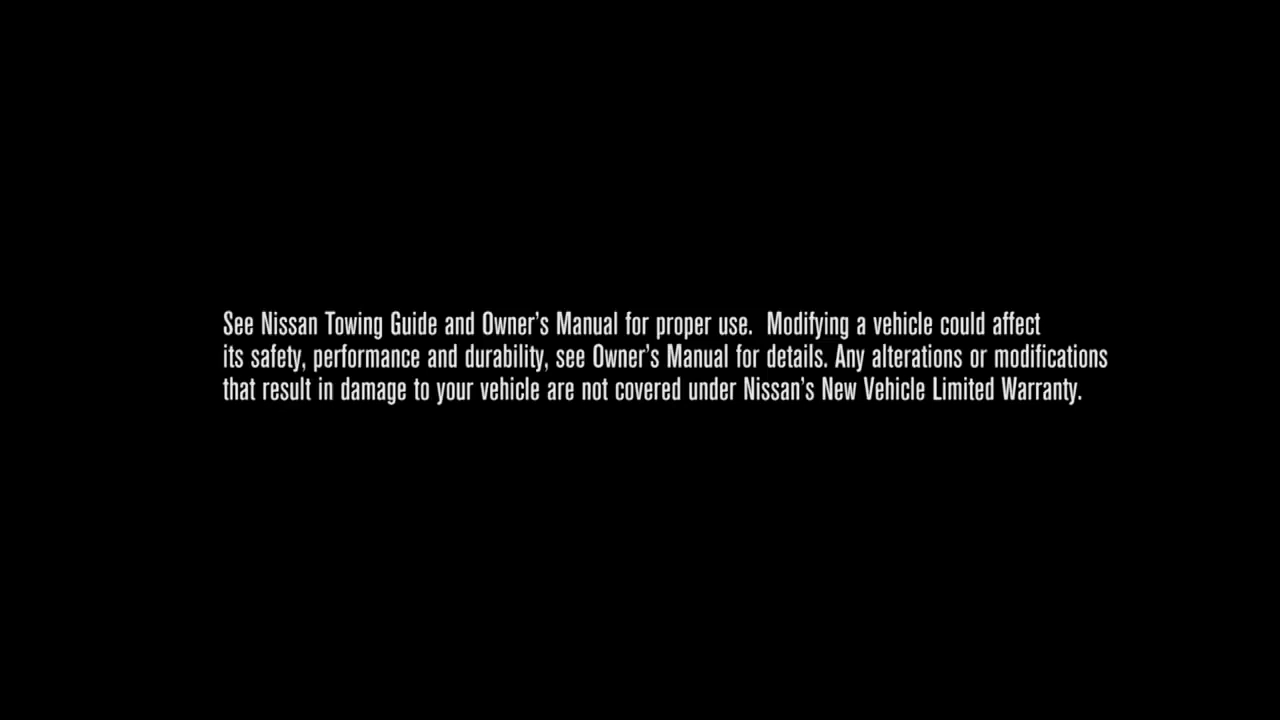 See Nissan Towing Guide and Owner's Manual for proper use.  Modifying a vehicle could affect
its safety, performance and durability, see Owner's Manual for details. Any alterations or modifications
that result in damage to your vehicle are not covered under Nissan's New Vehicle Limited Warranty.